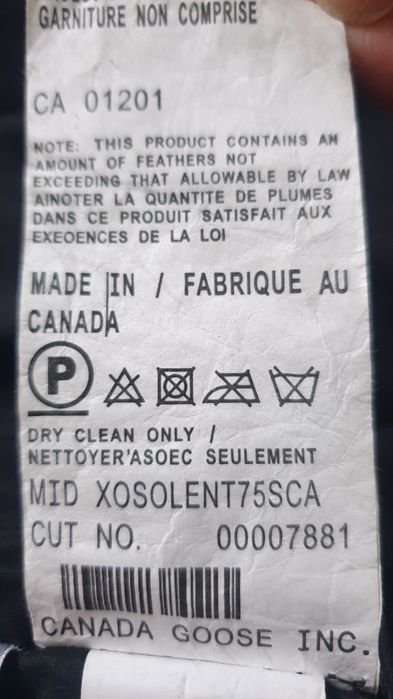 GARNITURE NON COMPRISE
CA 01201
NOTE: THIS PRODUCT CONTAINS AN
AMOUNT OF FEATHERS NOT
EXCEEDING THAT ALLOWABLE BY LAW
AINOTER LA QUANTITE DE PLUMES
DANS CE PRODUIT SATISFAIT AUX
EXEOENCES DE LA LOI
MADE IN / FABRIQUE AU
CANADA
P
DRY CLEAN ONLY /
NETTOYER'ASOEC SEULEMENT
MID XOSOLENT75SCA
CUT NO. 00007881
CANADA GOOSE INC.